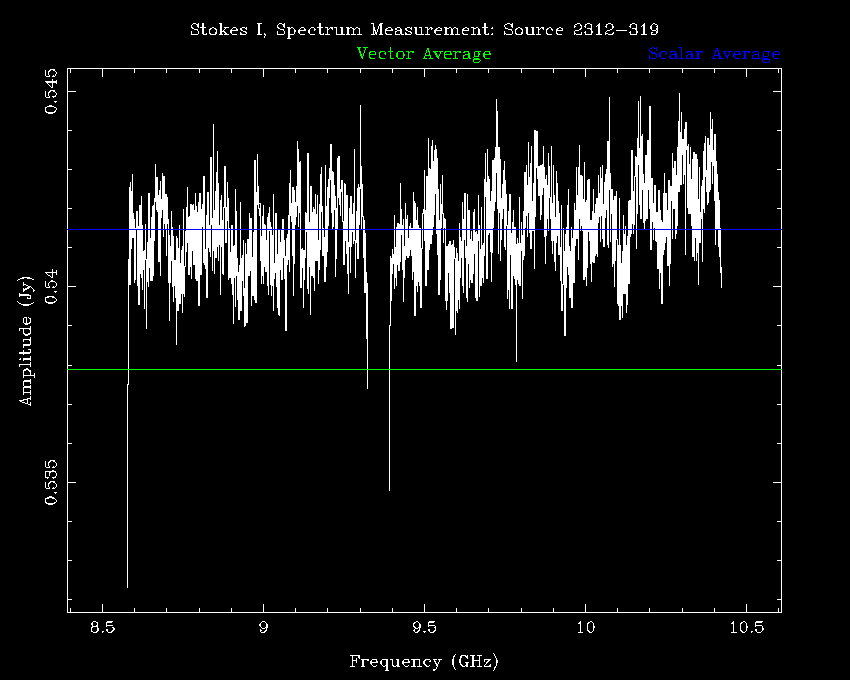 Stokes I, Spectrum Measurement: Source 2312-319
Vector Average Scalar Average
0.545
0.54
0.535
Amplitude (Jy)
8.5 9 9.5 10 10.5
Frequency (GHz)